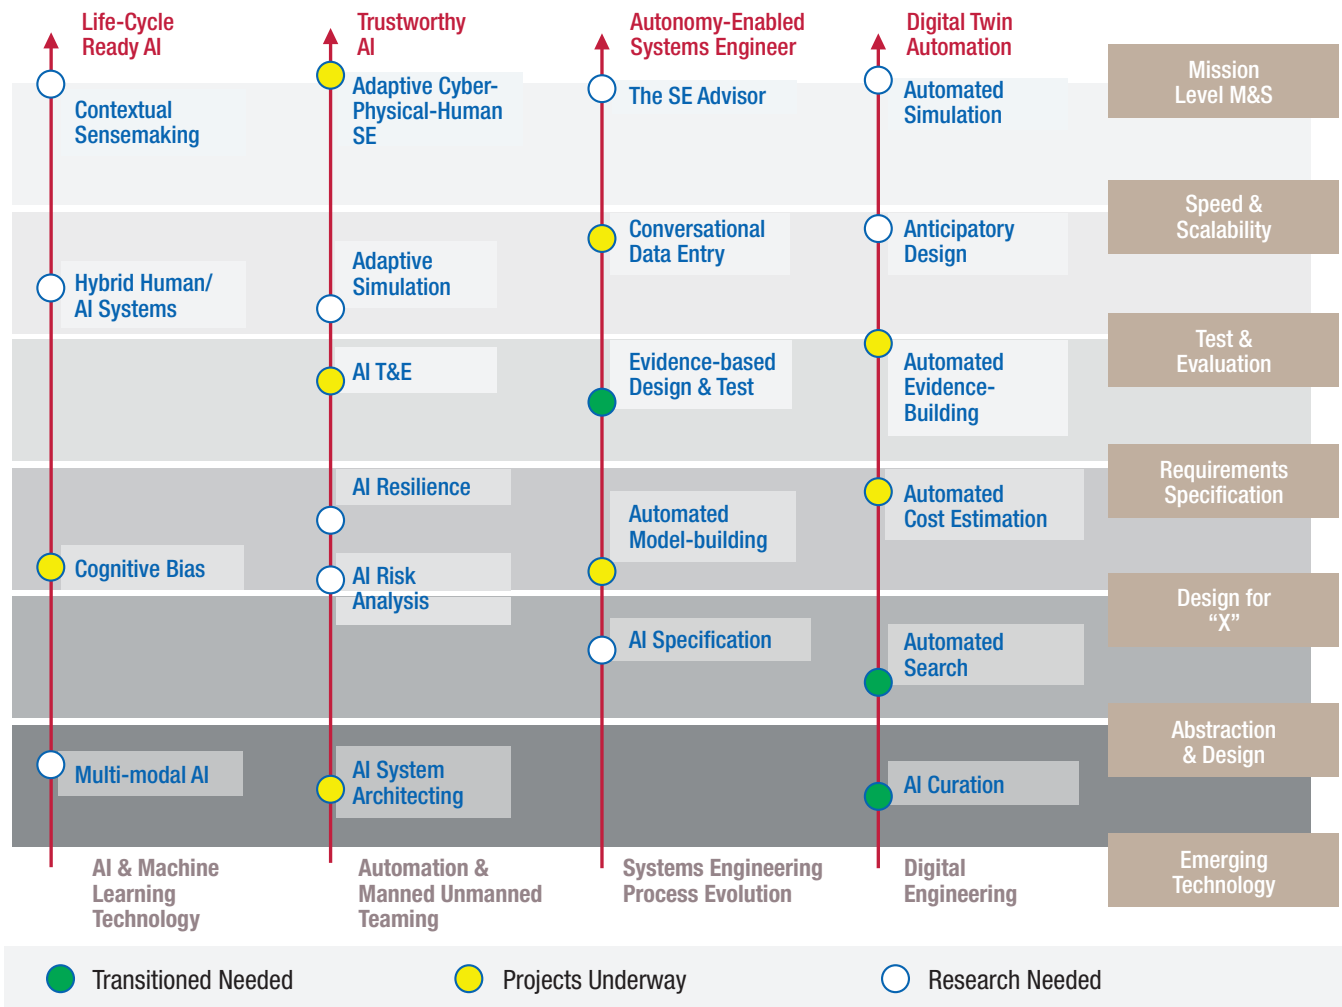 Life-Cycle
Ready AI
Trustworthy
AI
Autonomy-Enabled
Systems Engineer
Digital Twin
Automation
Mission
Level M&S
Contextual
Sensemaking
Adaptive Cyber-
Physical-Human
SE
The SE Advisor
Automated
Simulation
Speed &
Scalability
Hybrid Human/
AI Systems
Adaptive
Simulation
Conversational
Data Entry
Anticipatory
Design
Test &
Evaluation
AI T&E
Evidence-based
Design & Test
Automated
Evidence-
Building
Requirements
Specification
Cognitive Bias
AI Resilience
AI Risk
Analysis
Automated
Model-building
Automated
Cost Estimation
Design for
“X”
AI Specification
Automated
Search
Abstraction
& Design
Multi-modal AI
AI System
Architecting
AI Curation
Emerging
Technology
AI & Machine
Learning
Technology
Automation &
Manned Unmanned
Teaming
Systems Engineering
Process Evolution
Digital
Engineering
Transitioned Needed
Projects Underway
Research Needed